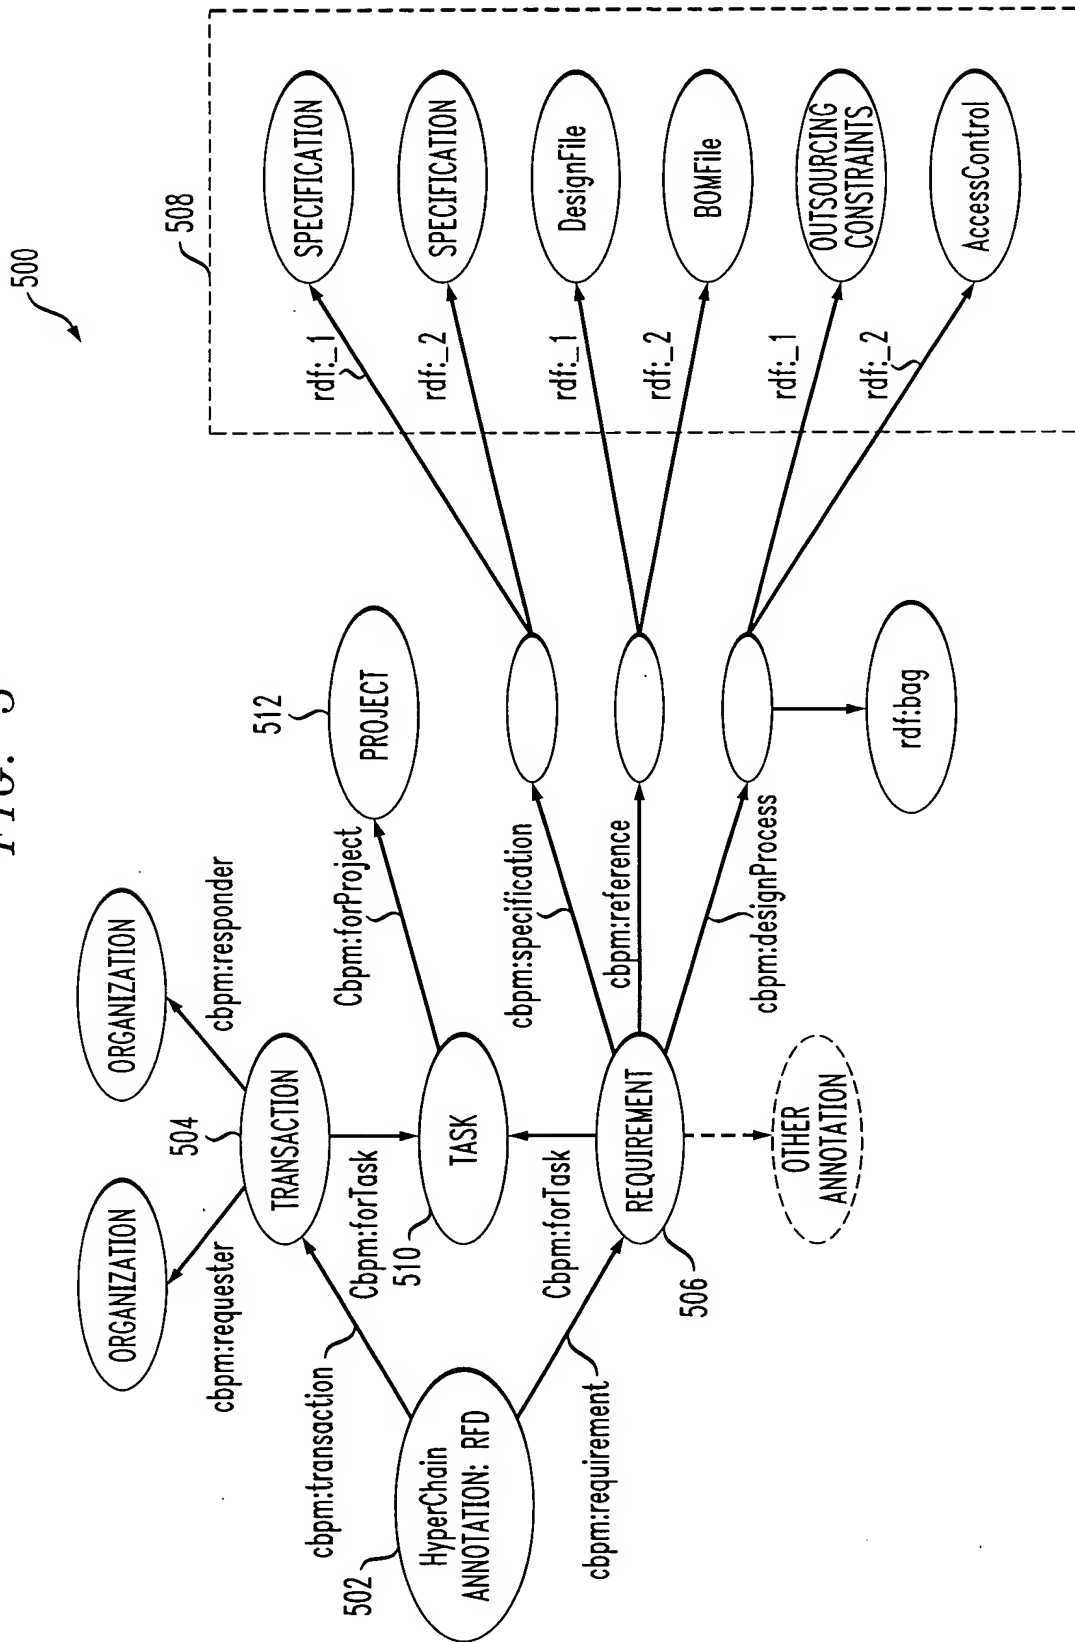 FIG. 5
500
508
SPECIFICATION
SPECIFICATION
DesignFile
BOMFile
OUTSOURCING
CONSTRAINTS
AccessControl
rdf:_1
rdf:_2
rdf:_1
rdf:_2
rdf:_1
rdf:_2
512
PROJECT
rdf:bag
Cbpm:forProject
cbpm:specification
cbpm:reference
cbpm:designProcess
ORGANIZATION
cbpm:responder
ORGANIZATION
cbpm:requester
504
TRANSACTION
Cbpm:forTask
TASK
510
Cbpm:forTask
REQUIREMENT
506
OTHER
ANNOTATION
cbpm:transaction
cbpm:requirement
HyperChain
ANNOTATION: RFD
502